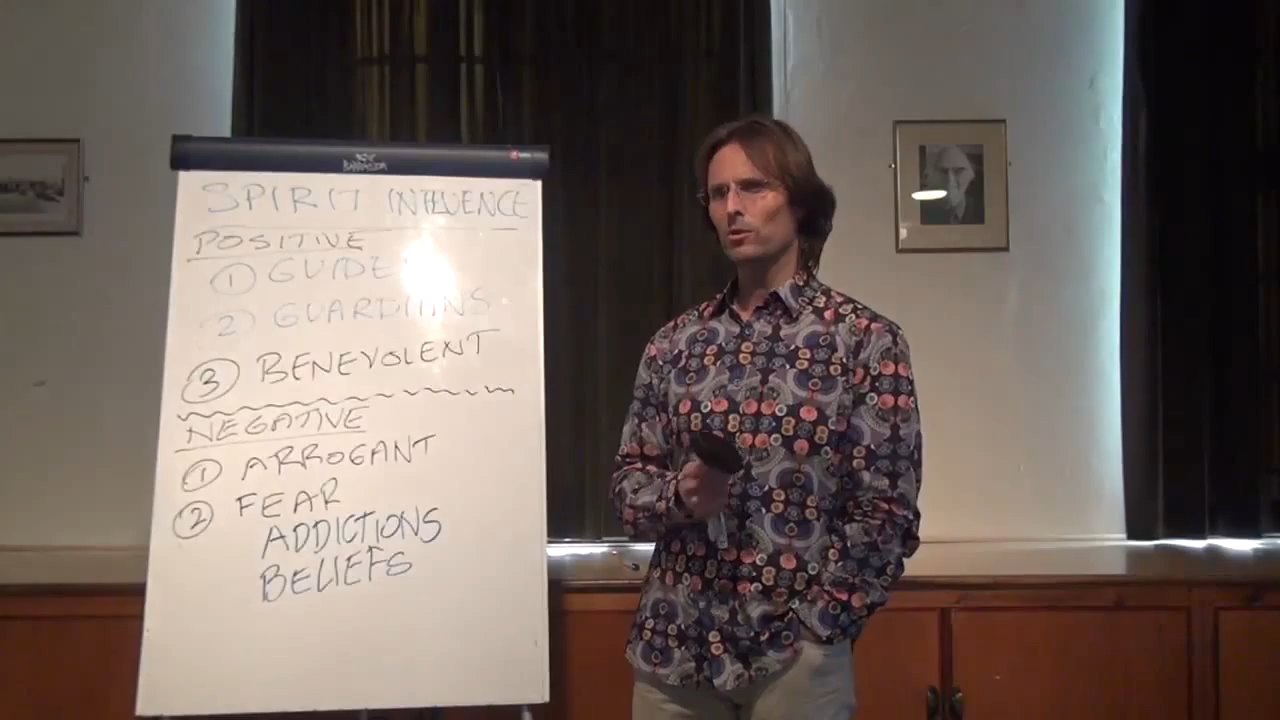 SPIRIT INFLUENCE
POSITIVE
① GUIDE
② GUARDIANS
③ BENEVOLENT
NEGATIVE
① ARROGANT
② FEAR
ADDICTIONS
BELIEFS